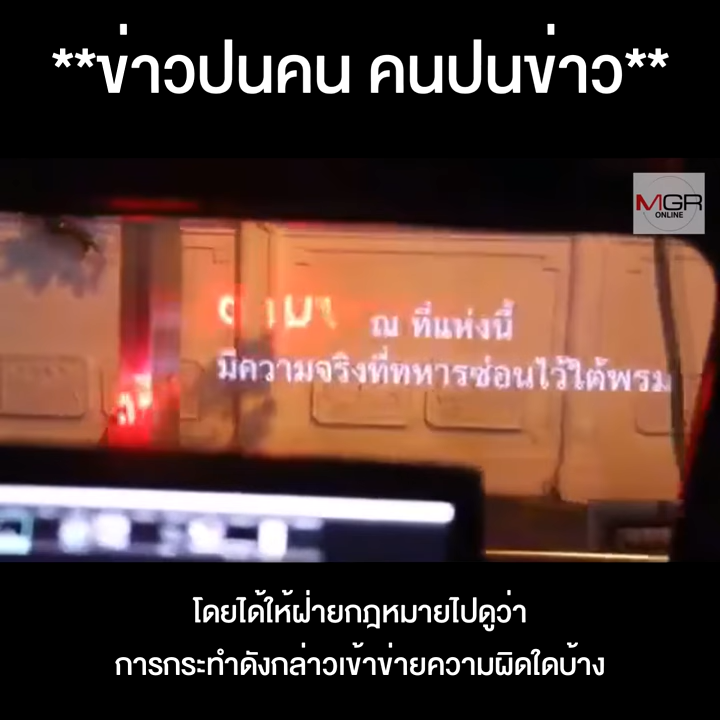 **ข่าวปนคน คนปนข่าว**
MGR
ONLINE
ตามหา ณ ที่แห่งนี้
มีความจริงที่ทหารซ่อนไว้ใต้พรม
โดยได้ให้ฝ่ายกฎหมายไปดูว่า
การกระทำดังกล่าวเข้าข่ายความผิดใดบ้าง